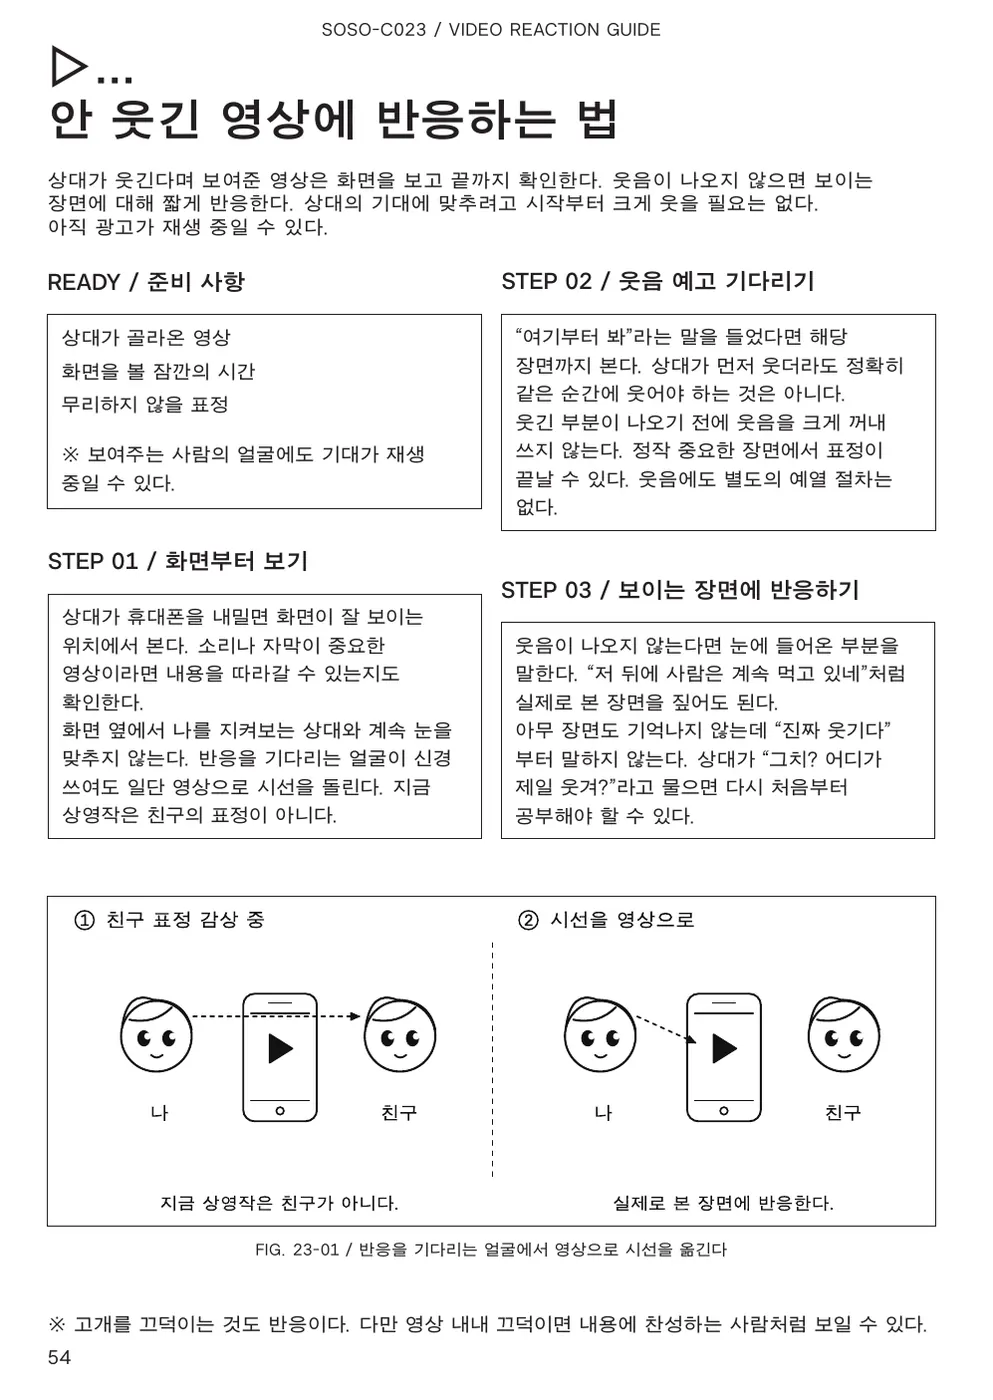 SOSO-C023 / VIDEO REACTION GUIDE
안 웃긴 영상에 반응하는 법
상대가 웃긴다며 보여준 영상은 화면을 보고 끝까지 확인한다. 웃음이 나오지 않으면 보이는
장면에 대해 짧게 반응한다. 상대의 기대에 맞추려고 시작부터 크게 웃을 필요는 없다.
아직 광고가 재생 중일 수 있다.
READY / 준비 사항
상대가 골라온 영상
화면을 볼 잠깐의 시간
무리하지 않을 표정
※ 보여주는 사람의 얼굴에도 기대가 재생
중일 수 있다.
STEP 01 / 화면부터 보기
상대가 휴대폰을 내밀면 화면이 잘 보이는
위치에서 본다. 소리나 자막이 중요한
영상이라면 내용을 따라갈 수 있는지도
확인한다.
화면 옆에서 나를 지켜보는 상대와 계속 눈을
맞추지 않는다. 반응을 기다리는 얼굴이 신경
쓰여도 일단 영상으로 시선을 돌린다. 지금
상영작은 친구의 표정이 아니다.
STEP 02 / 웃음 예고 기다리기
“여기부터 봐”라는 말을 들었다면 해당
장면까지 본다. 상대가 먼저 웃더라도 정확히
같은 순간에 웃어야 하는 것은 아니다.
웃긴 부분이 나오기 전에 웃음을 크게 꺼내
쓰지 않는다. 정작 중요한 장면에서 표정이
끝날 수 있다. 웃음에도 별도의 예열 절차는
없다.
STEP 03 / 보이는 장면에 반응하기
웃음이 나오지 않는다면 눈에 들어온 부분을
말한다. “저 뒤에 사람은 계속 먹고 있네”처럼
실제로 본 장면을 짚어도 된다.
아무 장면도 기억나지 않는데 “진짜 웃기다”
부터 말하지 않는다. 상대가 “그치? 어디가
제일 웃겨?”라고 물으면 다시 처음부터
공부해야 할 수 있다.
① 친구 표정 감상 중
나
친구
지금 상영작은 친구가 아니다.
② 시선을 영상으로
나
친구
실제로 본 장면에 반응한다.
FIG. 23-01 / 반응을 기다리는 얼굴에서 영상으로 시선을 옮긴다
※ 고개를 끄덕이는 것도 반응이다. 다만 영상 내내 끄덕이면 내용에 찬성하는 사람처럼 보일 수 있다.
54